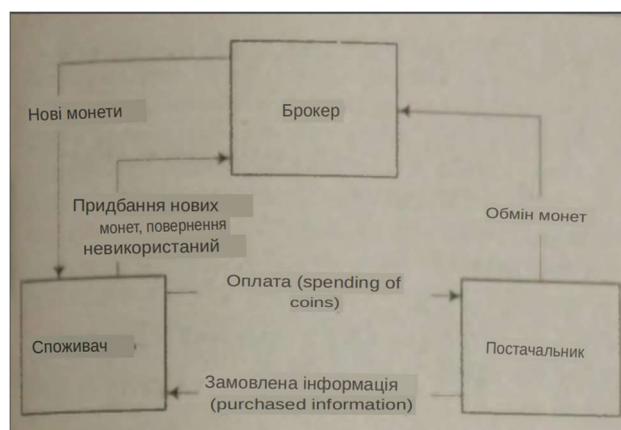 Нові монети
Брокер
Придбання нових
монет, повернення
невикористаний
Обмін монет
Оплата (spending of
coins)
Споживач
Постачальник
Замовлена інформація
(purchased information)